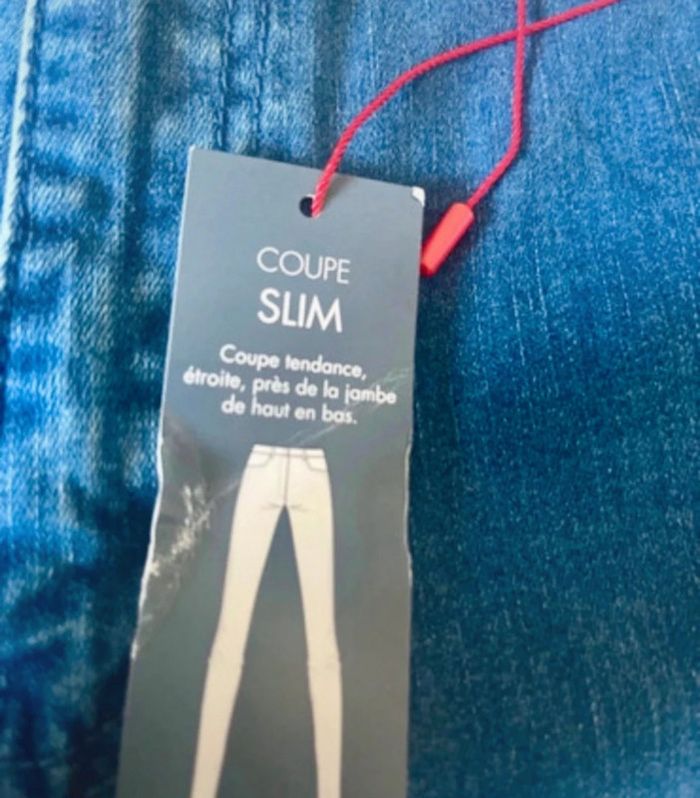 COUPE
SLIM
Coupe tendance,
étroite, près de la jambe
de haut en bas.